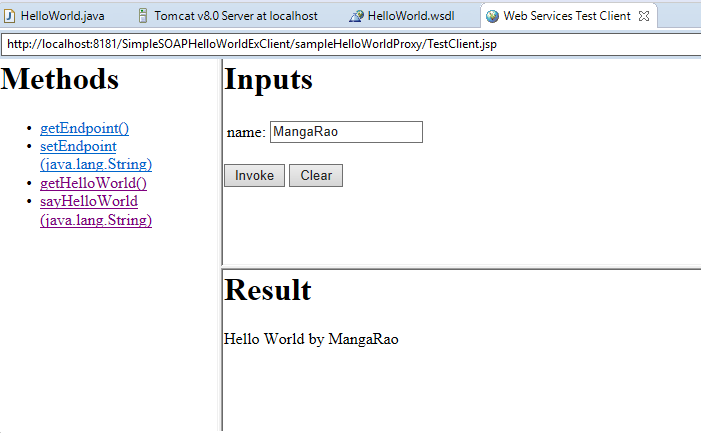 HelloWorld.java Tomcat v8.0 Server at localhost HelloWorld.wsdl Web Services Test Client
http://localhost:8181/SimpleSOAPHelloWorldExClient/sampleHelloWorldProxy/TestClient.jsp
Methods
getEndpoint()
setEndpoint
(java.lang.String)
getHelloWorld()
sayHelloWorld
(java.lang.String)
Inputs
name: MangaRao
Invoke Clear
Result
Hello World by MangaRao